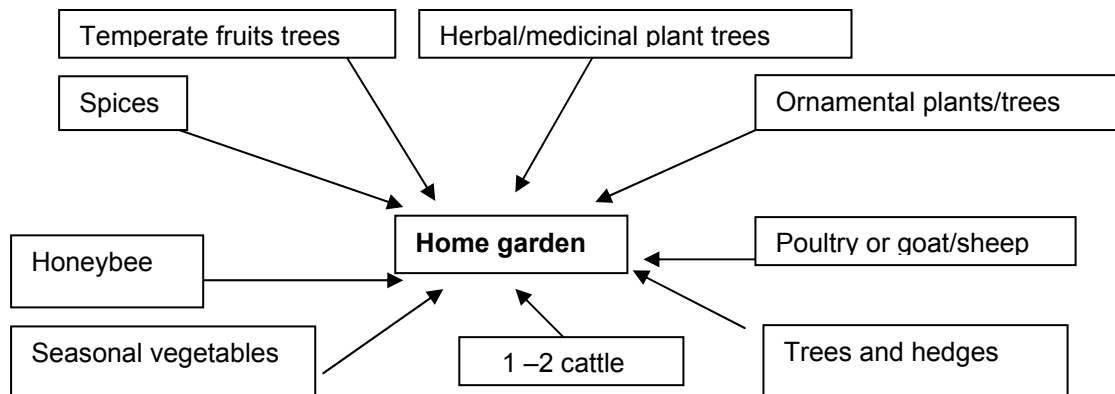 Temperate fruits trees
Herbal/medicinal plant trees
Spices
Ornamental plants/trees
Home garden
Poultry or goat/sheep
Honeybee
Seasonal vegetables
1 –2 cattle
Trees and hedges